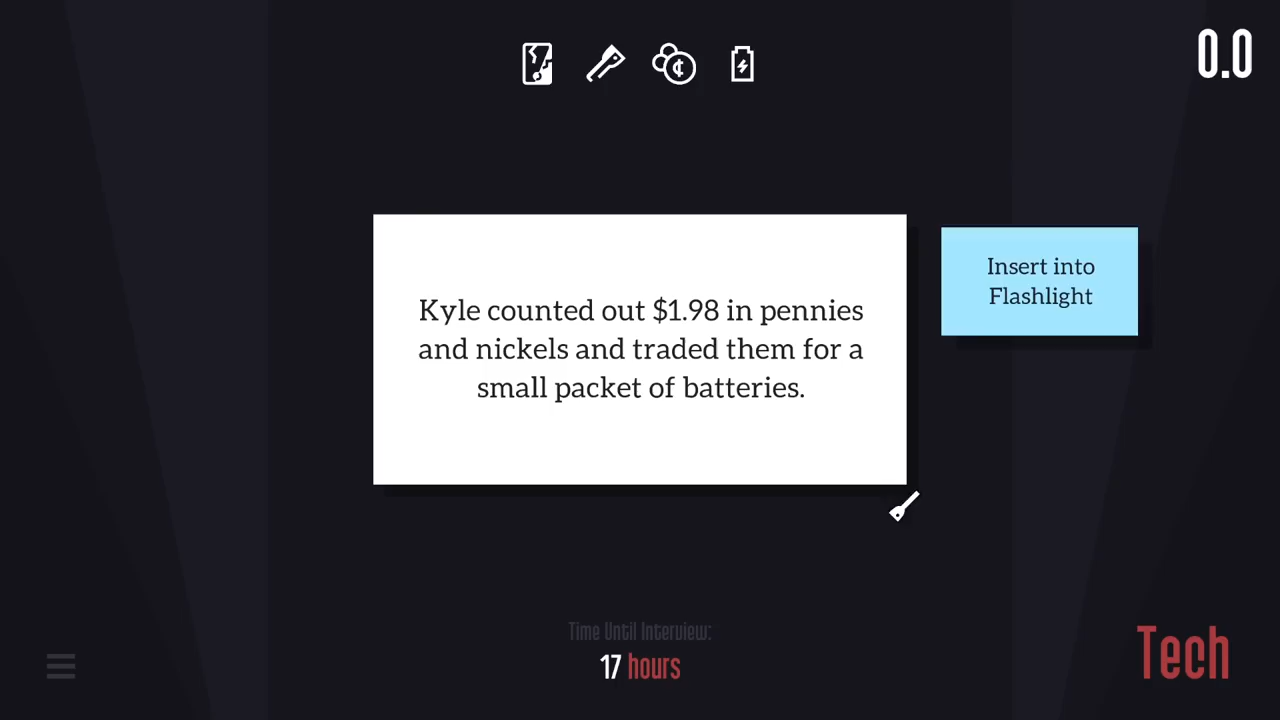 0.0
Kyle counted out $1.98 in pennies
and nickels and traded them for a
small packet of batteries.
Insert into
Flashlight
Time Until Interview:
17 hours
Tech